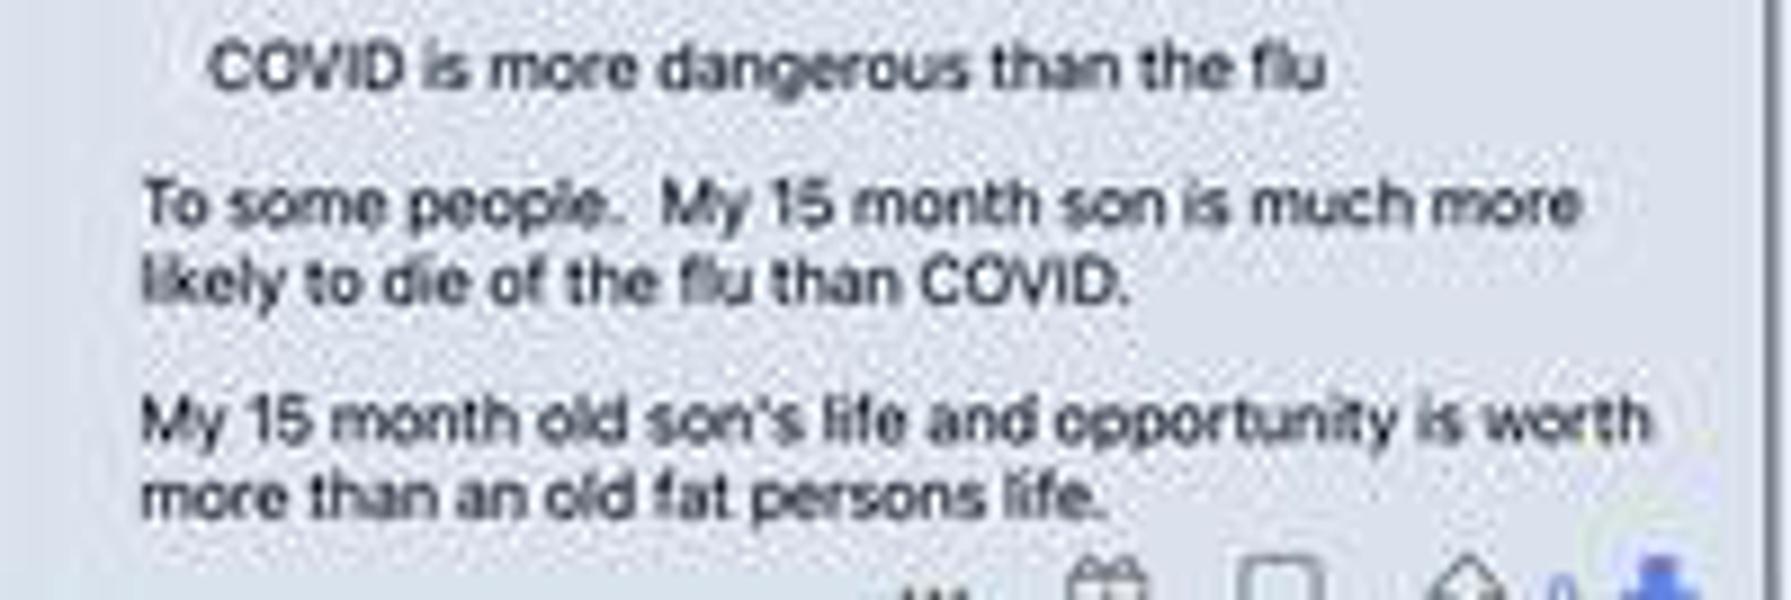 COVID is more dangerous than the flu
To some people.  My 15 month son is much more
likely to die of the flu than COVID.
My 15 month old son's life and opportunity is worth
more than an old fat persons life.